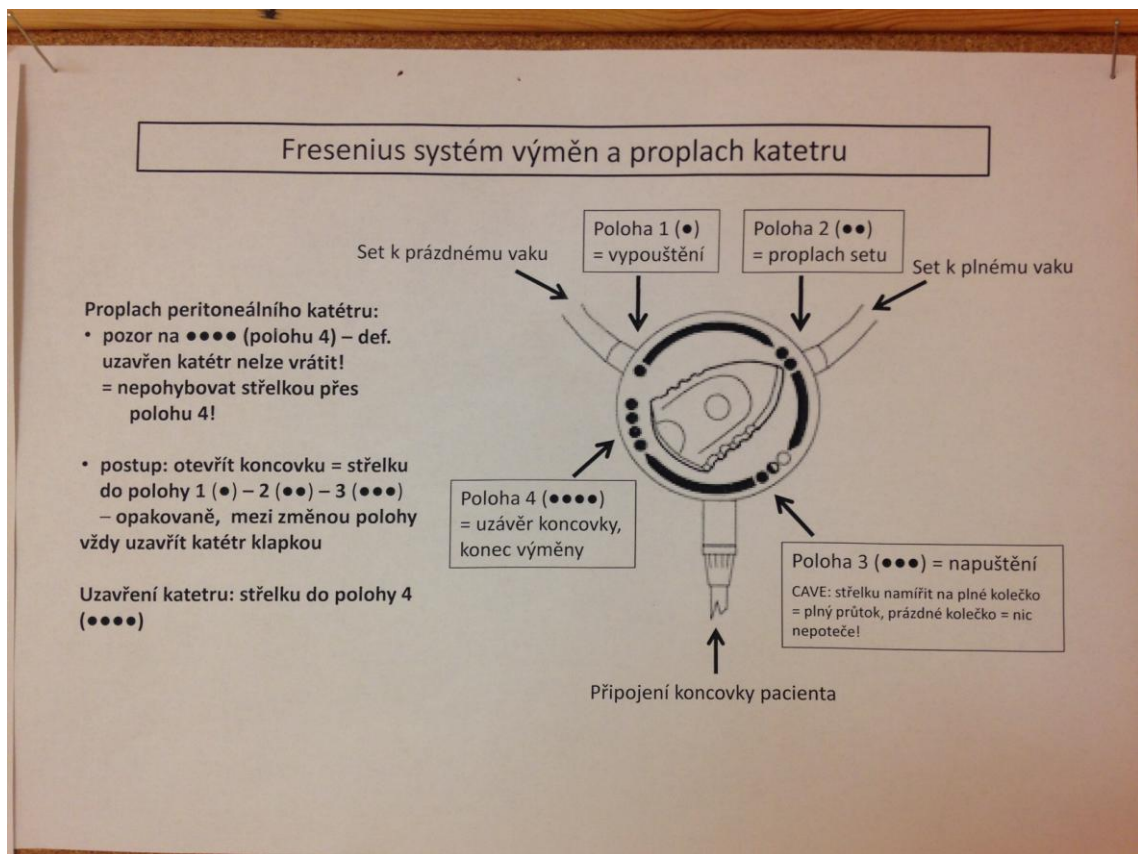 Fresenius systém výměn a proplach katetru
Poloha 1 (●)
= vypouštění
Poloha 2 (●●)
= proplach setu
Set k prázdnému vaku
Set k plnému vaku
Proplach peritoneálního katétru:
• pozor na ●●●● (polohu 4) – def.
uzavřen katétr nelze vrátit!
= nepohybovat střelkou přes
polohu 4!
• postup: otevřít koncovku = střelku
do polohy 1 (●) – 2 (●●) – 3 (●●●)
– opakovaně, mezi změnou polohy
vždy uzavřít katétr klapkou
Uzavření katetru: střelku do polohy 4
(●●●●)
Poloha 4 (●●●●)
= uzávěr koncovky,
konec výměny
Poloha 3 (●●●) = napuštění
CAVE: střelku namířit na plné kolečko
= plný průtok, prázdné kolečko = nic
nepoteče!
Připojení koncovky pacienta